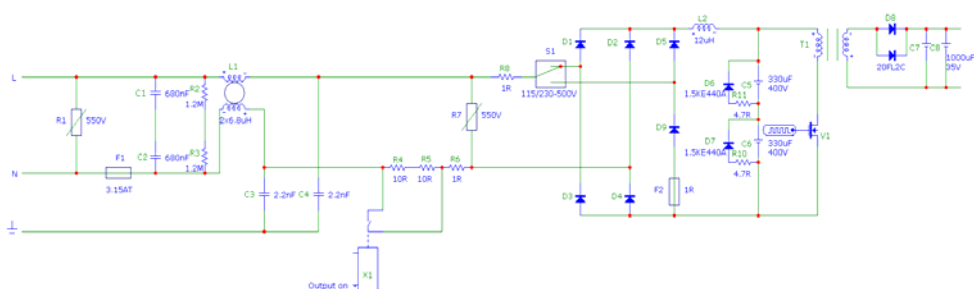 L1
L
C1
680nF
R2
1.2M
R1
550V
2x6.8uH
C2
680nF
R3
1.2M
N
F1
3.15AT
C3
2.2nF
C4
2.2nF
R4
10R
R5
10R
R6
1R
X1
Output on
R7
550V
R8
1R
S1
115/230-500V
D1
D2
D5
L2
12uH
D3
D4
D9
F2
1R
D6
1.5KE440A
R11
4.7R
330uF
C5
400V
D7
1.5KE440A
R10
4.7R
330uF
C6
400V
V1
T1
D8
20FL2C
C7
C8
1000uF
35V